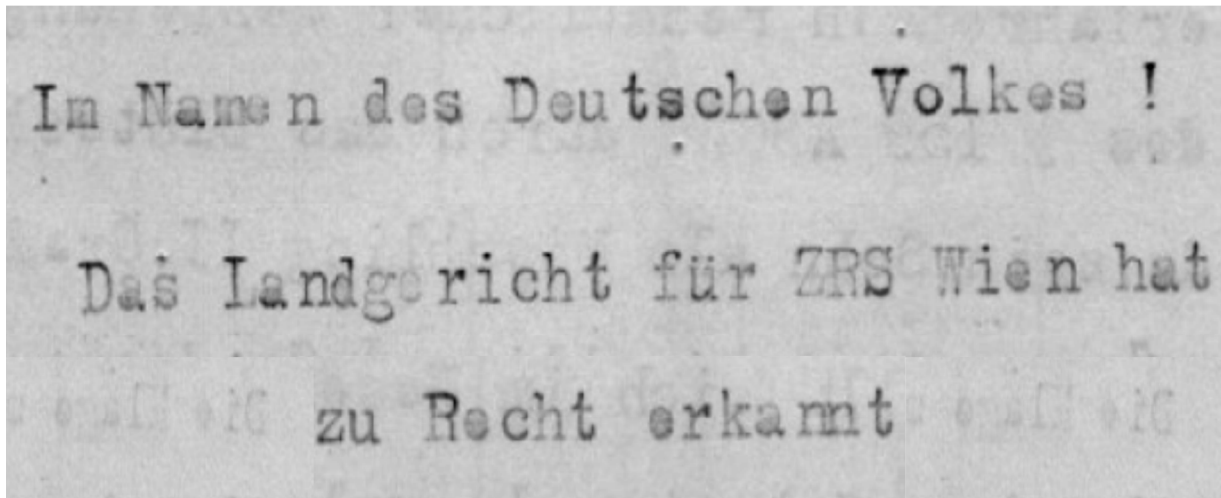 Im Namen des Deutschen Volkes !
Das Landgericht für ZRS Wien hat
zu Recht erkannt